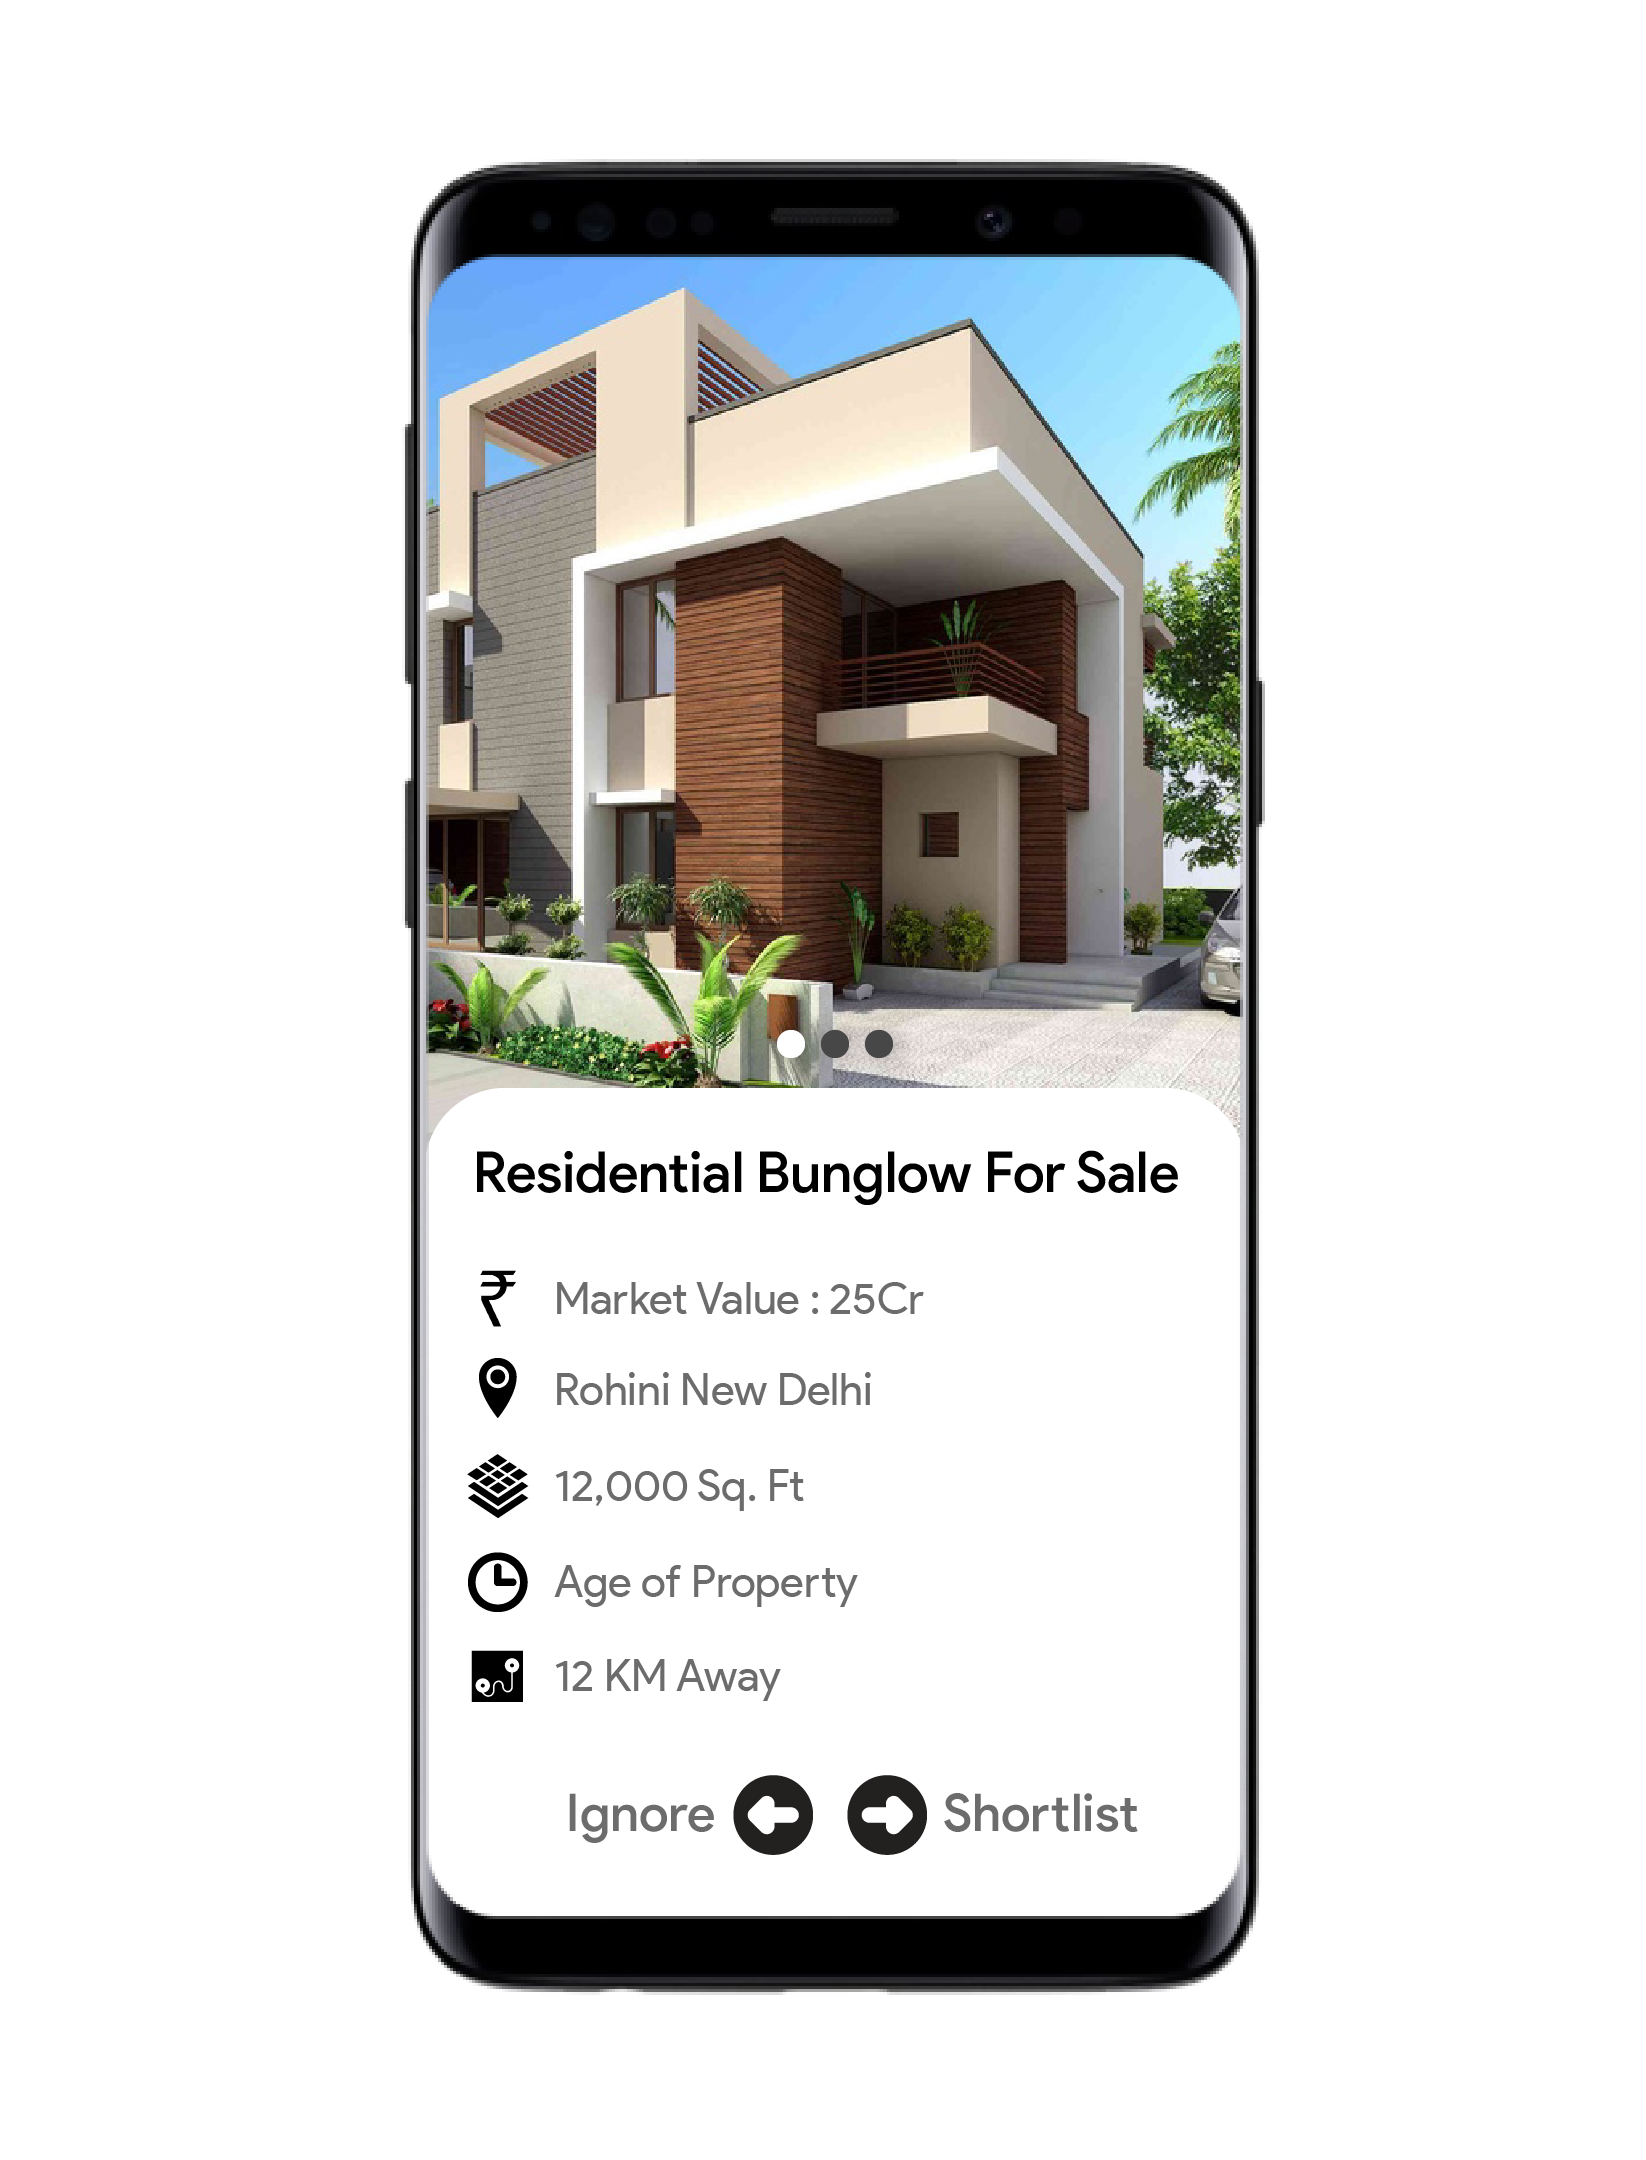 Residential Bunglow For Sale
₹ Market Value : 25Cr
Rohini New Delhi
12,000 Sq. Ft
Age of Property
12 KM Away
Ignore Shortlist